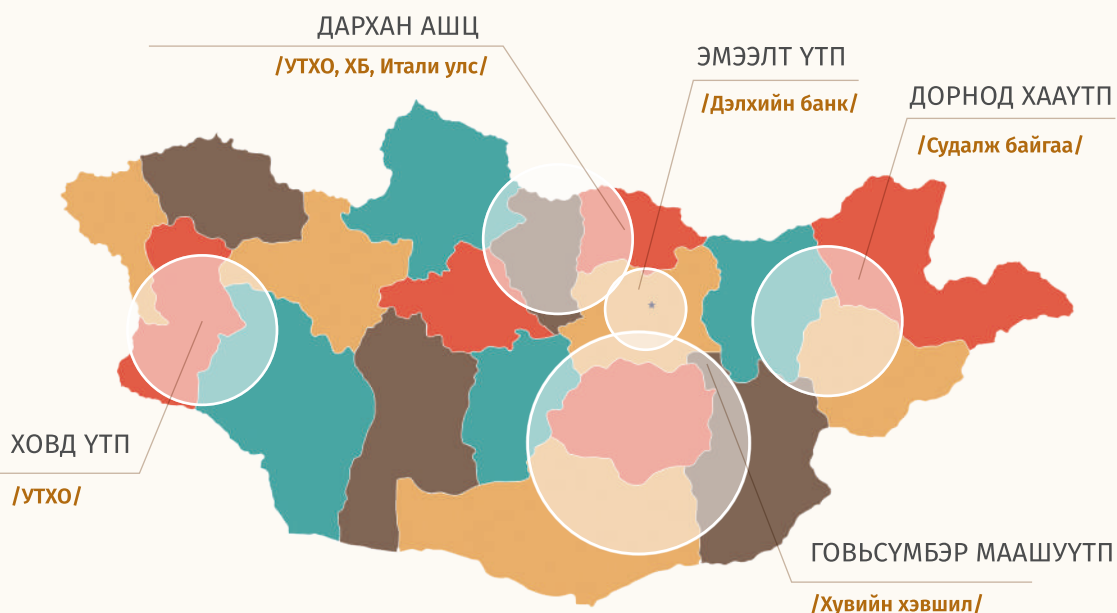 ДАРХАН АШЦ
/УТХО, ХБ, Итали улс/
ЭМЭЭЛТ ҮТП
/Дэлхийн банк/
ДОРНОД ХААҮТП
/Судалж байгаа/
ХОВД ҮТП
/УТХО/
ГОВЬСҮМБЭР МААШУҮТП
/Хувийн хэвшил/